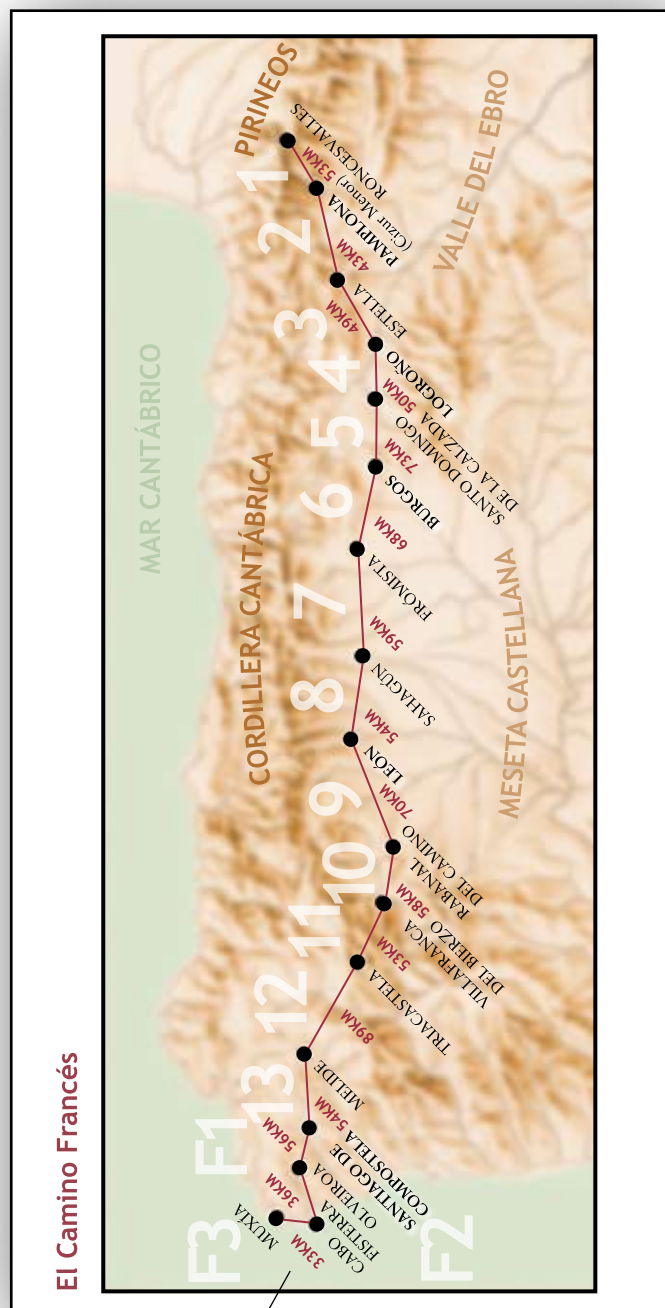 El Camino Francés
MAR CANTÁBRICO
CORDILLERA CANTÁBRICA
PIRINEOS
VALLE DEL EBRO
MESETA CASTELLANA
F3
F2
F1
13
12
11
10
9
8
7
6
5
4
3
2
1
MUXÍA
33KM
CABO
FISTERRA
36KM
OLVEIROA
56KM
SANTIAGO DE
COMPOSTELA
54KM
MELIDE
89KM
TRIACASTELA
53KM
VILLAFRANCA
DEL BIERZO
58KM
RABANAL
DEL CAMINO
70KM
LEÓN
54KM
SAHAGÚN
59KM
FRÓMISTA
68KM
BURGOS
73KM
SANTO DOMINGO
DE LA CALZADA
50KM
LOGROÑO
49KM
ESTELLA
43KM
PAMPLONA
(Cizur Menor)
53KM
RONCESVALLES